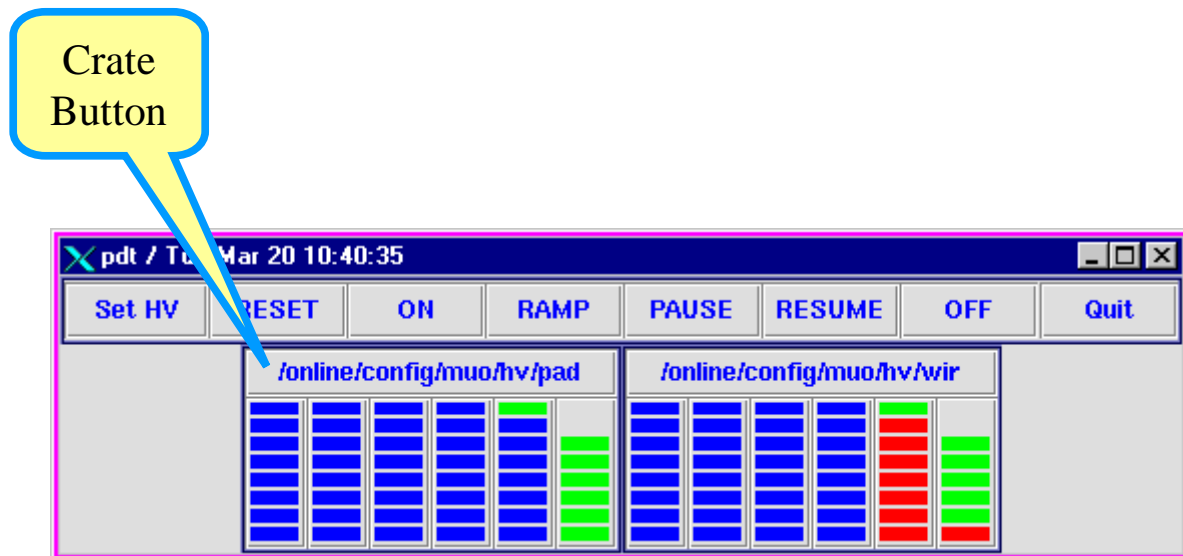 Crate
Button
pdt / Tu Mar 20 10:40:35
Set HV RESET ON RAMP PAUSE RESUME OFF Quit
/online/config/muo/hv/pad /online/config/muo/hv/wir